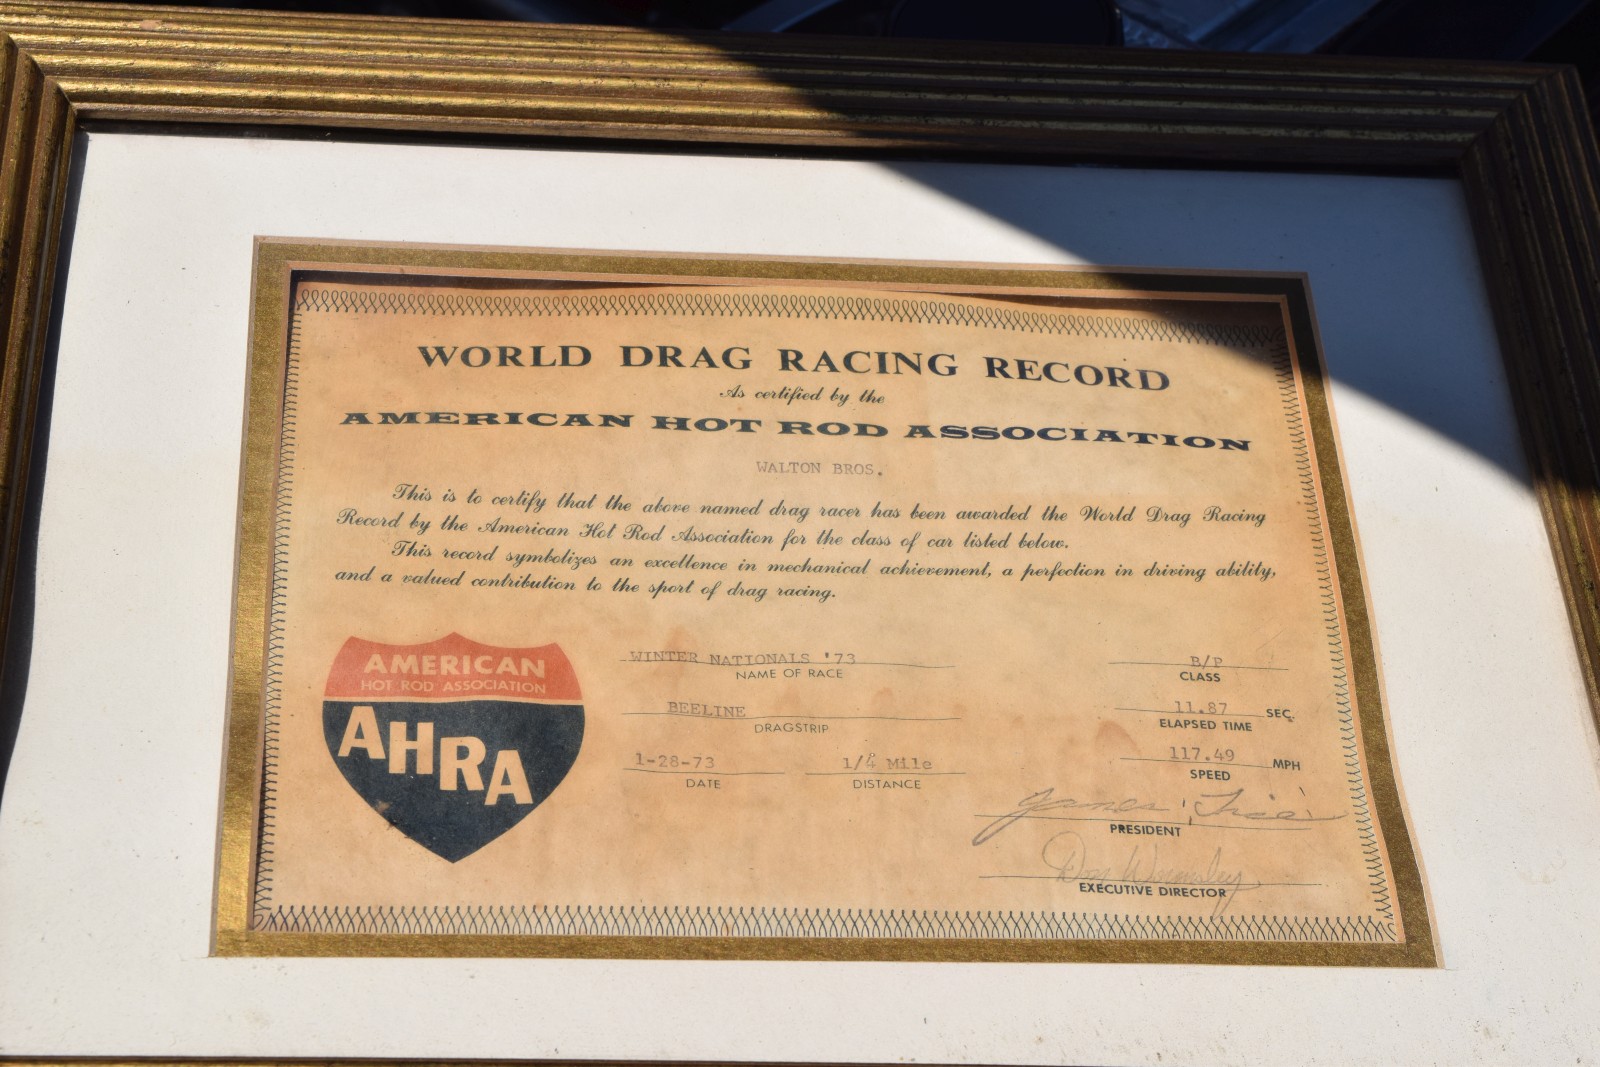 WORLD DRAG RACING RECORD
As certified by the
AMERICAN HOT ROD ASSOCIATION
WALTON BROS.
This is to certify that the above named drag racer has been awarded the World Drag Racing
Record by the American Hot Rod Association for the class of car listed below.
This record symbolizes an excellence in mechanical achievement, a perfection in driving ability,
and a valued contribution to the sport of drag racing.
AMERICAN
HOT ROD ASSOCIATION
AHRA
WINTER NATIONALS '73
NAME OF RACE
B/P
CLASS
BEELINE
DRAGSTRIP
11.87 SEC.
ELAPSED TIME
1-28-73
DATE
1/4 Mile
DISTANCE
117.49 MPH
SPEED
James Tice
PRESIDENT
Don Wormsley
EXECUTIVE DIRECTOR